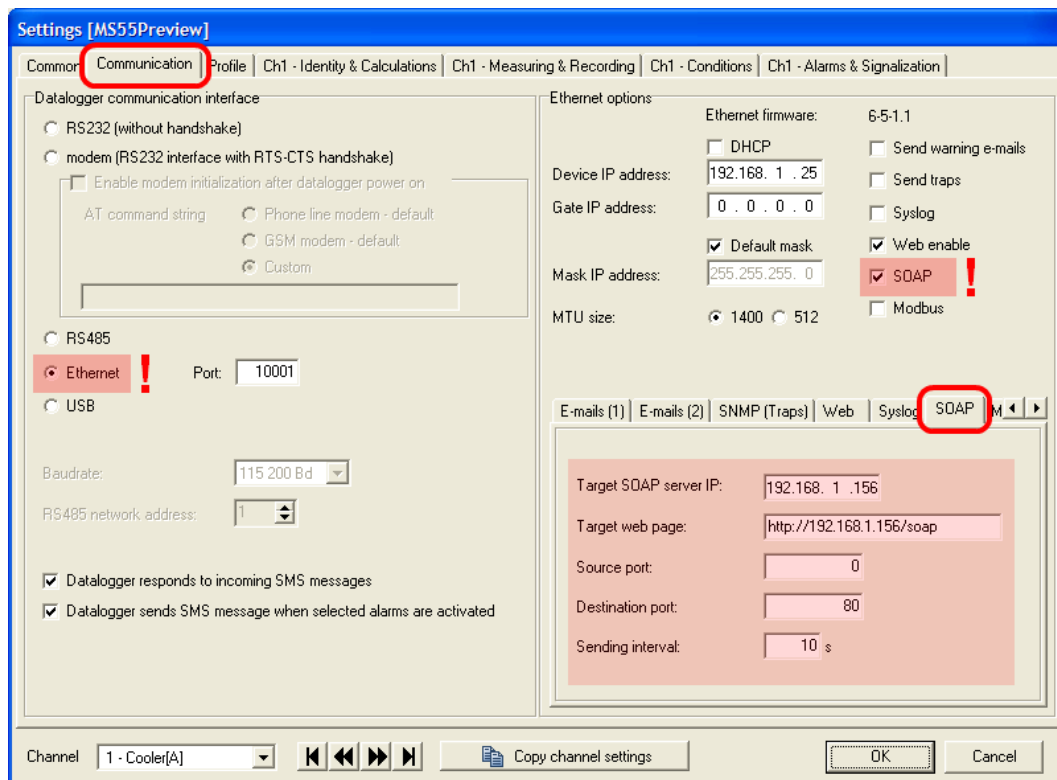 Settings [MS55Preview]
Common Communication Profile Ch1 - Identity & Calculations Ch1 - Measuring & Recording Ch1 - Conditions Ch1 - Alarms & Signalization
Datalogger communication interface
RS232 (without handshake)
modem (RS232 interface with RTS-CTS handshake)
Enable modem initialization after datalogger power on
AT command string
Phone line modem - default
GSM modem - default
Custom
RS485
Ethernet ! Port: 10001
USB
Baudrate: 115 200 Bd
RS485 network address: 1
Datalogger responds to incoming SMS messages
Datalogger sends SMS message when selected alarms are activated
Ethernet options
Ethernet firmware: 6-5-1.1
DHCP Send warning e-mails
Device IP address: 192.168. 1 .25 Send traps
Gate IP address: 0 . 0 . 0 . 0 Syslog
Default mask Web enable
Mask IP address: 255.255.255. 0 SOAP !
MTU size: 1400 512 Modbus
E-mails (1) E-mails (2) SNMP (Traps) Web Syslog SOAP M
Target SOAP server IP: 192.168. 1 .156
Target web page: http://192.168.1.156/soap
Source port: 0
Destination port: 80
Sending interval: 10 s
Channel 1 - Cooler[A] Copy channel settings OK Cancel